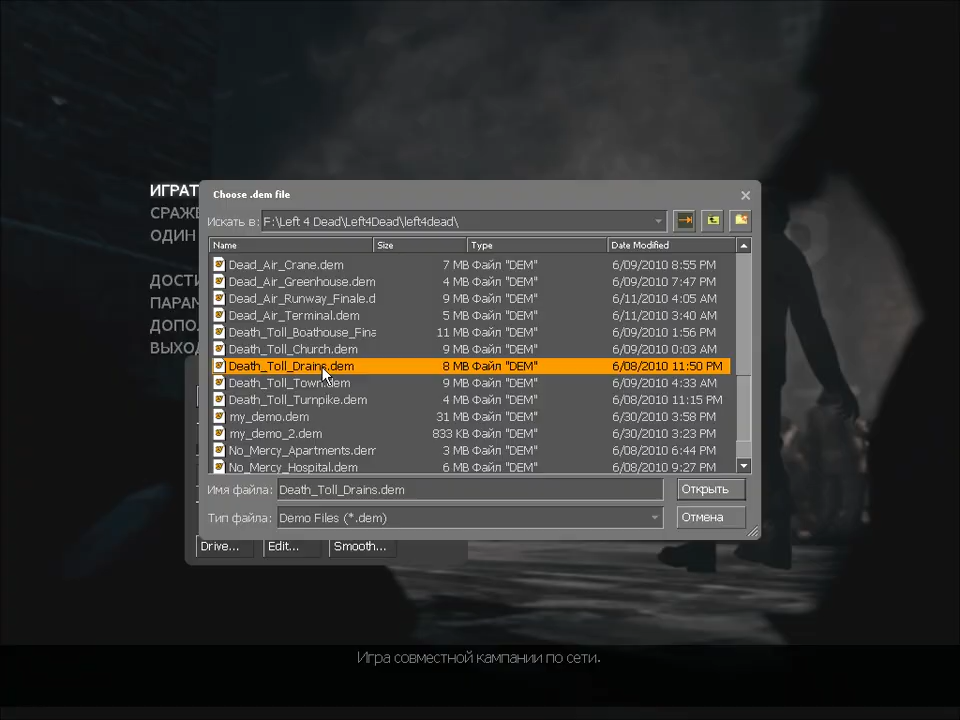 ИГРАТ
СРАЖЕ
ОДИН
ДОСТИ
ПАРАМ
ДОПОЛ
ВЫХОД
Choose .dem file
Искать в: F:\Left 4 Dead\Left4Dead\left4dead\
Name Size Type Date Modified
Dead_Air_Crane.dem 7 MB Файл "DEM" 6/09/2010 8:55 PM
Dead_Air_Greenhouse.dem 4 MB Файл "DEM" 6/09/2010 7:47 PM
Dead_Air_Runway_Finale.d 9 MB Файл "DEM" 6/11/2010 4:05 AM
Dead_Air_Terminal.dem 5 MB Файл "DEM" 6/11/2010 3:40 AM
Death_Toll_Boathouse_Fina 11 MB Файл "DEM" 6/09/2010 1:56 PM
Death_Toll_Church.dem 9 MB Файл "DEM" 6/09/2010 0:03 AM
Death_Toll_Drains.dem 8 MB Файл "DEM" 6/08/2010 11:50 PM
Death_Toll_Town.dem 9 MB Файл "DEM" 6/09/2010 4:33 AM
Death_Toll_Turnpike.dem 4 MB Файл "DEM" 6/08/2010 11:15 PM
my_demo.dem 31 MB Файл "DEM" 6/30/2010 3:58 PM
my_demo_2.dem 833 KB Файл "DEM" 6/30/2010 3:23 PM
No_Mercy_Apartments.dem 3 MB Файл "DEM" 6/08/2010 6:44 PM
No_Mercy_Hospital.dem 6 MB Файл "DEM" 6/08/2010 9:27 PM
Имя файла: Death_Toll_Drains.dem Открыть
Тип файла: Demo Files (*.dem) Отмена
Drive... Edit... Smooth...
Игра совместной кампании по сети.